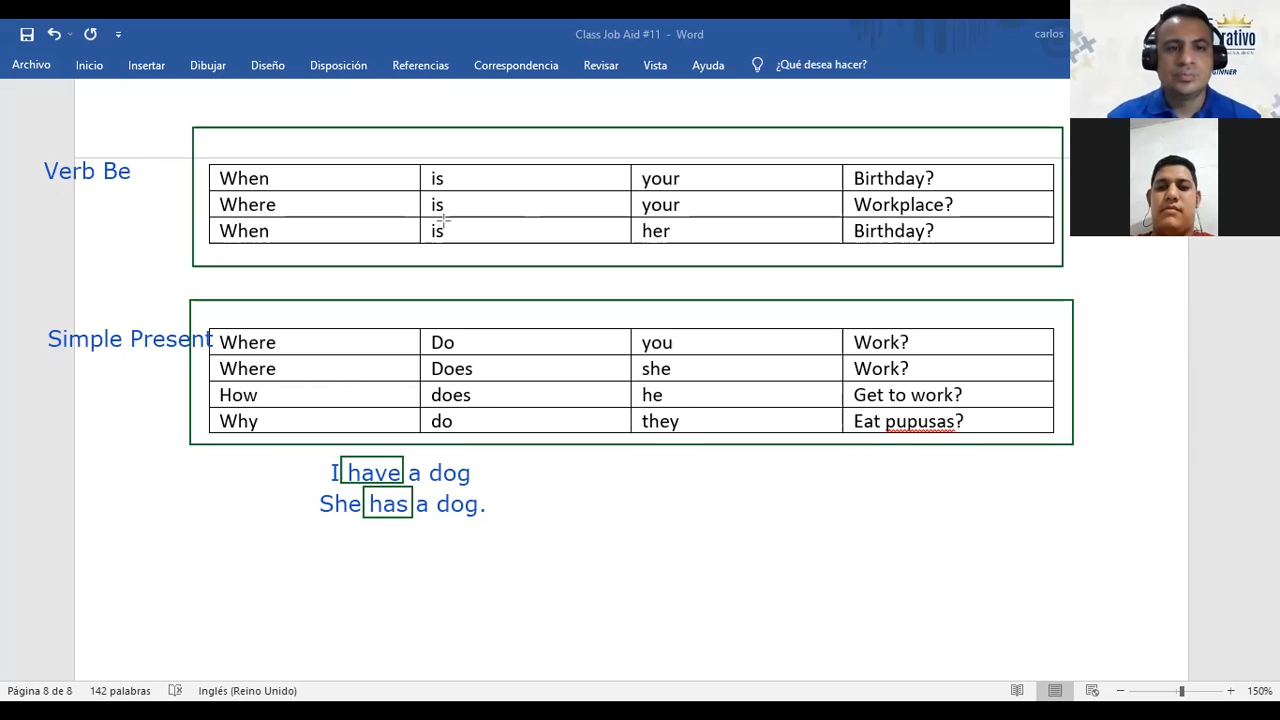 Class Job Aid #11 - Word
carlos
Archivo Inicio Insertar Dibujar Diseño Disposición Referencias Correspondencia Revisar Vista Ayuda ¿Qué desea hacer?
rativo
GINNER
Verb Be
When is your Birthday?
Where is your Workplace?
When is her Birthday?
Simple Present
Where Do you Work?
Where Does she Work?
How does he Get to work?
Why do they Eat pupusas?
I have a dog
She has a dog.
Página 8 de 8 142 palabras Inglés (Reino Unido) 150%